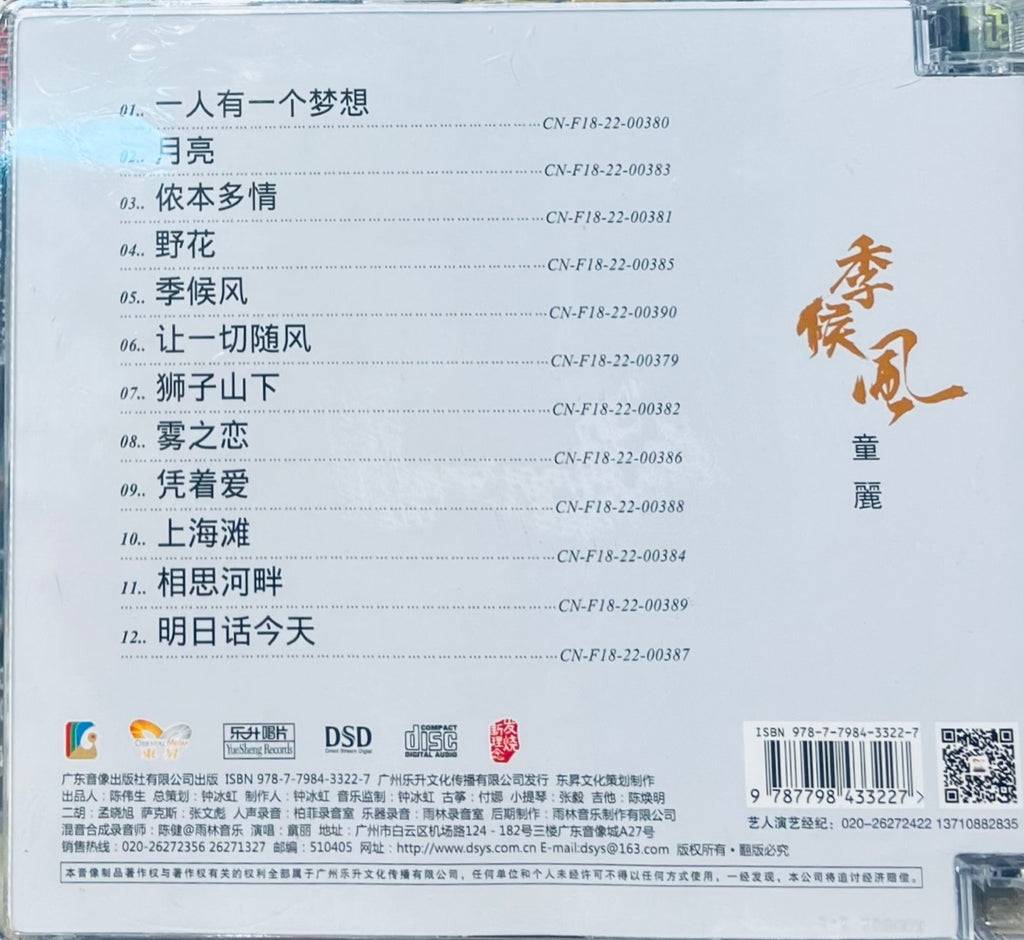 01.. 一人有一个梦想
CN-F18-22-00380
02.. 月亮
CN-F18-22-00383
03.. 侬本多情
CN-F18-22-00381
04.. 野花
CN-F18-22-00385
05.. 季候风
CN-F18-22-00390
06.. 让一切随风
CN-F18-22-00379
07.. 狮子山下
CN-F18-22-00382
08.. 雾之恋
CN-F18-22-00386
09.. 凭着爱
CN-F18-22-00388
10.. 上海滩
CN-F18-22-00384
11.. 相思河畔
CN-F18-22-00389
12.. 明日话今天
CN-F18-22-00387
季候風
童麗
ORIENTAL MEDIA
東昇
乐升唱片
YueSheng Records
DSD
Direct Stream Digital
COMPACT
disc
DIGITAL AUDIO
发烧新理念
ISBN 978-7-7984-3322-7
9 787798 433227 >
艺人演艺经纪：020-26272422 13710882835
广东音像出版社有限公司出版 ISBN 978-7-7984-3322-7 广州乐升文化传播有限公司发行 东昇文化策划制作
出品人：陈伟生 总策划：钟冰虹 制作人：钟冰虹 音乐监制：钟冰虹 古筝：付娜 小提琴：张毅 吉他：陈焕明
二胡：孟晓旭 萨克斯：张文彪 人声录音：柏菲录音室 乐器录音：雨林录音室 后期制作：雨林音乐制作有限公司
混音合成录音师：陈健@雨林音乐 演唱：童丽 地址：广州市白云区机场路124－182号三楼广东音像城A27号
销售热线：020-26272356 26271327 邮编：510405 网址：http://www.dsys.com.cn E-mail:dsys@163.com 版权所有·翻版必究
本音像制品著作权与著作权有关的权利全部属于广州乐升文化传播有限公司，任何单位和个人未经许可不得以任何方式使用，一经发现，本公司将追讨经济赔偿。